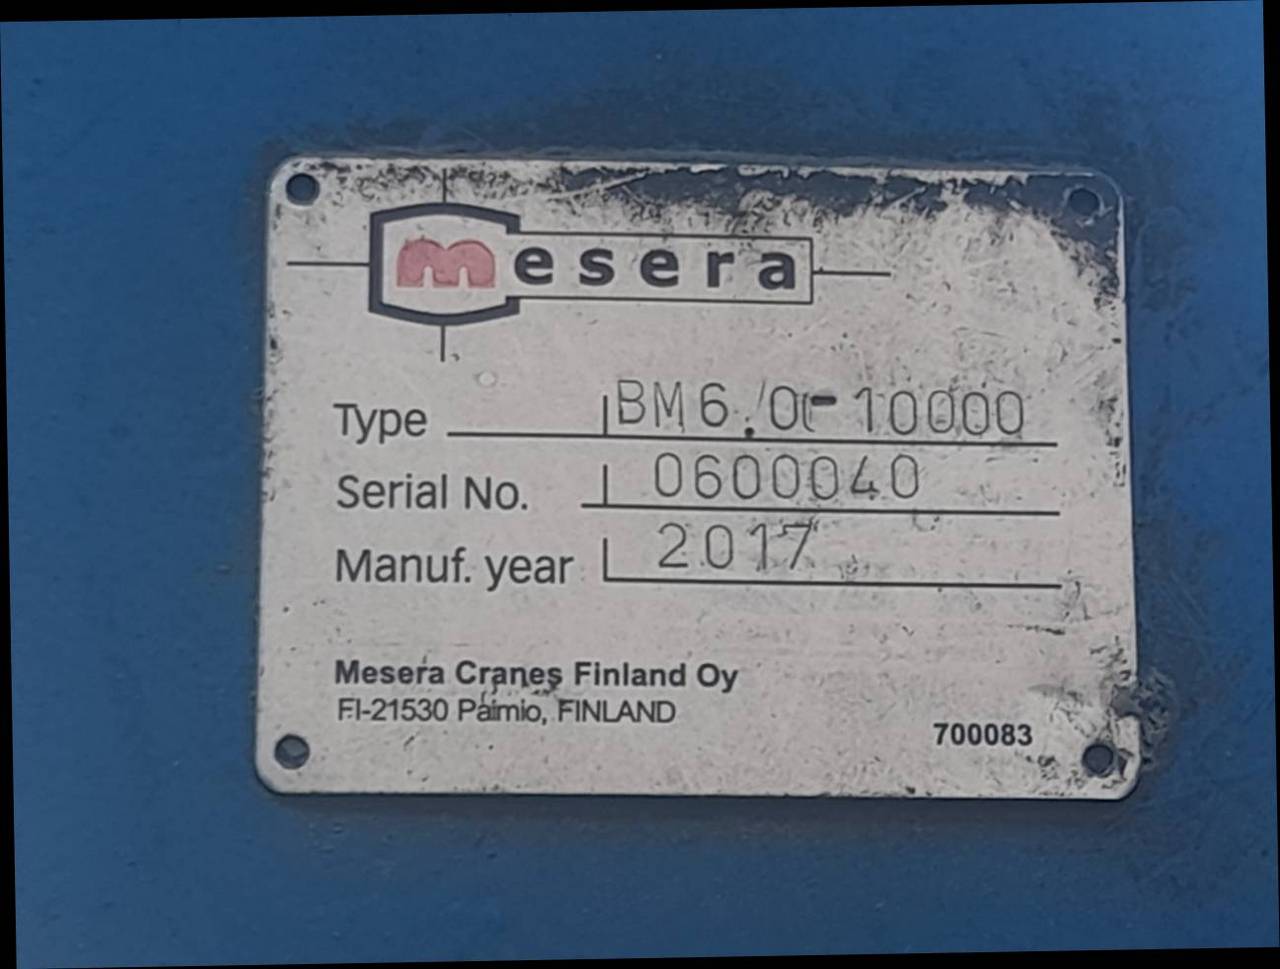 mesera
Type BM6.0-10000
Serial No. 0600040
Manuf. year 2017
Mesera Cranes Finland Oy
FI-21530 Paimio, FINLAND
700083